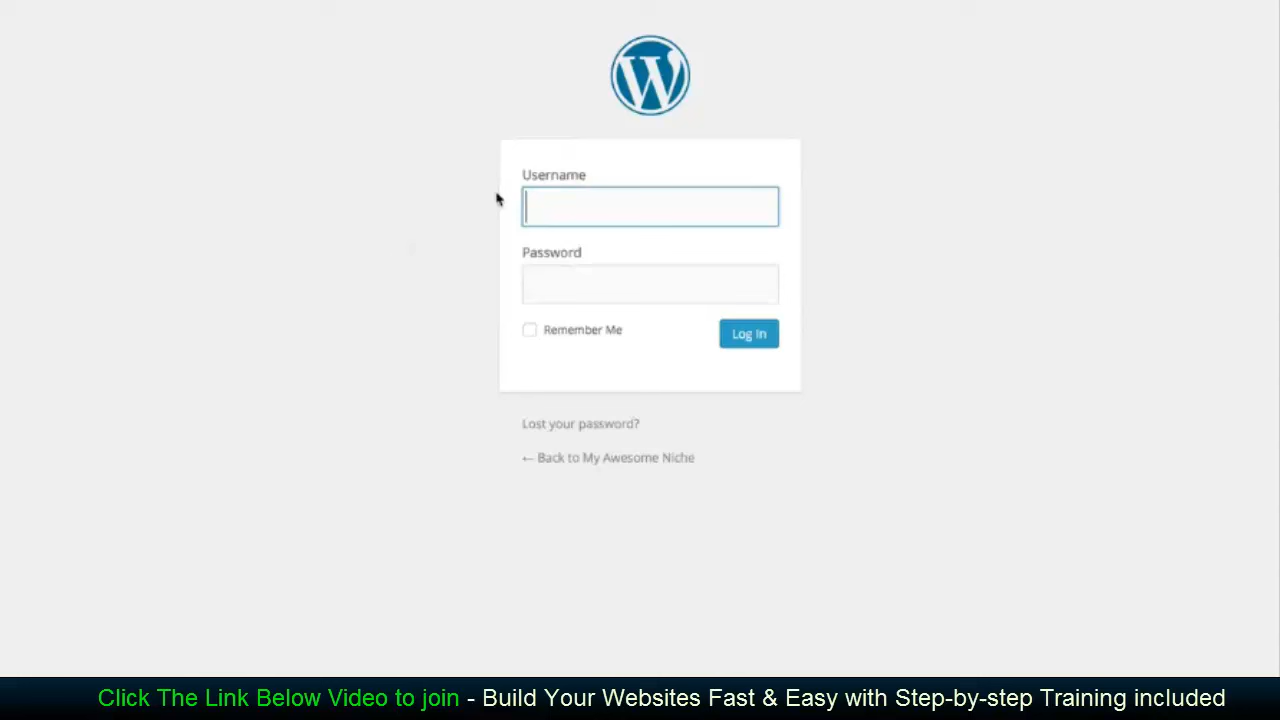 Username
Password
Remember Me
Log In
Lost your password?
← Back to My Awesome Niche
Click The Link Below Video to join - Build Your Websites Fast & Easy with Step-by-step Training included